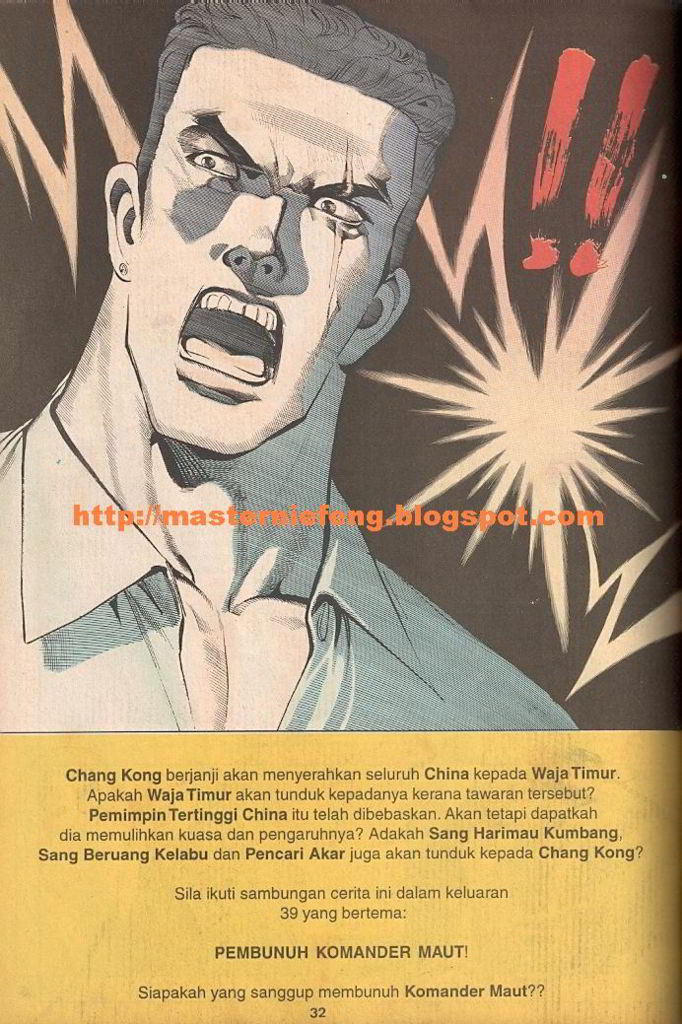 !!
http://masterniefeng.blogspot.com
Chang Kong berjanji akan menyerahkan seluruh China kepada Waja Timur.
Apakah Waja Timur akan tunduk kepadanya kerana tawaran tersebut?
Pemimpin Tertinggi China itu telah dibebaskan. Akan tetapi dapatkah
dia memulihkan kuasa dan pengaruhnya? Adakah Sang Harimau Kumbang,
Sang Beruang Kelabu dan Pencari Akar juga akan tunduk kepada Chang Kong?
Sila ikuti sambungan cerita ini dalam keluaran
39 yang bertema:
PEMBUNUH KOMANDER MAUT!
Siapakah yang sanggup membunuh Komander Maut??
32